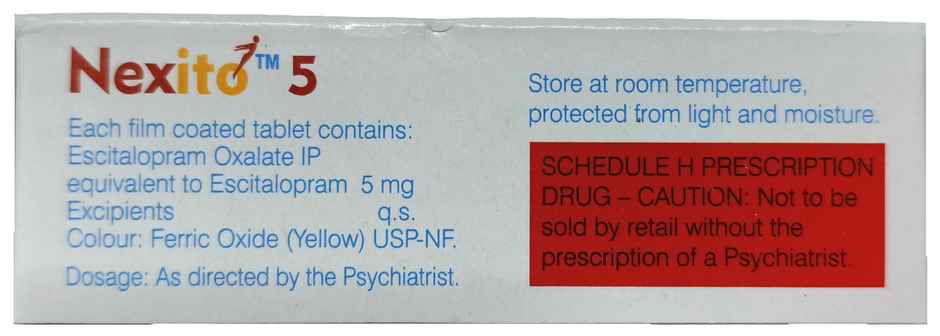 Nexito™ 5
Each film coated tablet contains:
Escitalopram Oxalate IP
equivalent to Escitalopram 5 mg
Excipients q.s.
Colour: Ferric Oxide (Yellow) USP-NF.
Dosage: As directed by the Psychiatrist.
Store at room temperature,
protected from light and moisture.
SCHEDULE H PRESCRIPTION
DRUG – CAUTION: Not to be
sold by retail without the
prescription of a Psychiatrist.